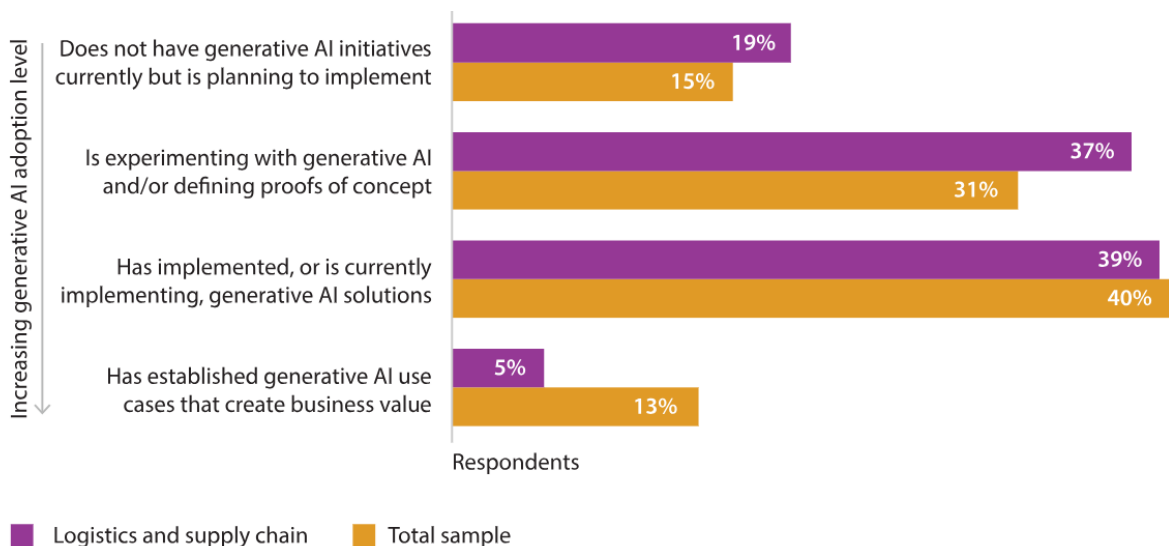 Increasing generative AI adoption level
Does not have generative AI initiatives
currently but is planning to implement
19%
15%
Is experimenting with generative AI
and/or defining proofs of concept
37%
31%
Has implemented, or is currently
implementing, generative AI solutions
39%
40%
Has established generative AI use
cases that create business value
5%
13%
Respondents
Logistics and supply chain
Total sample